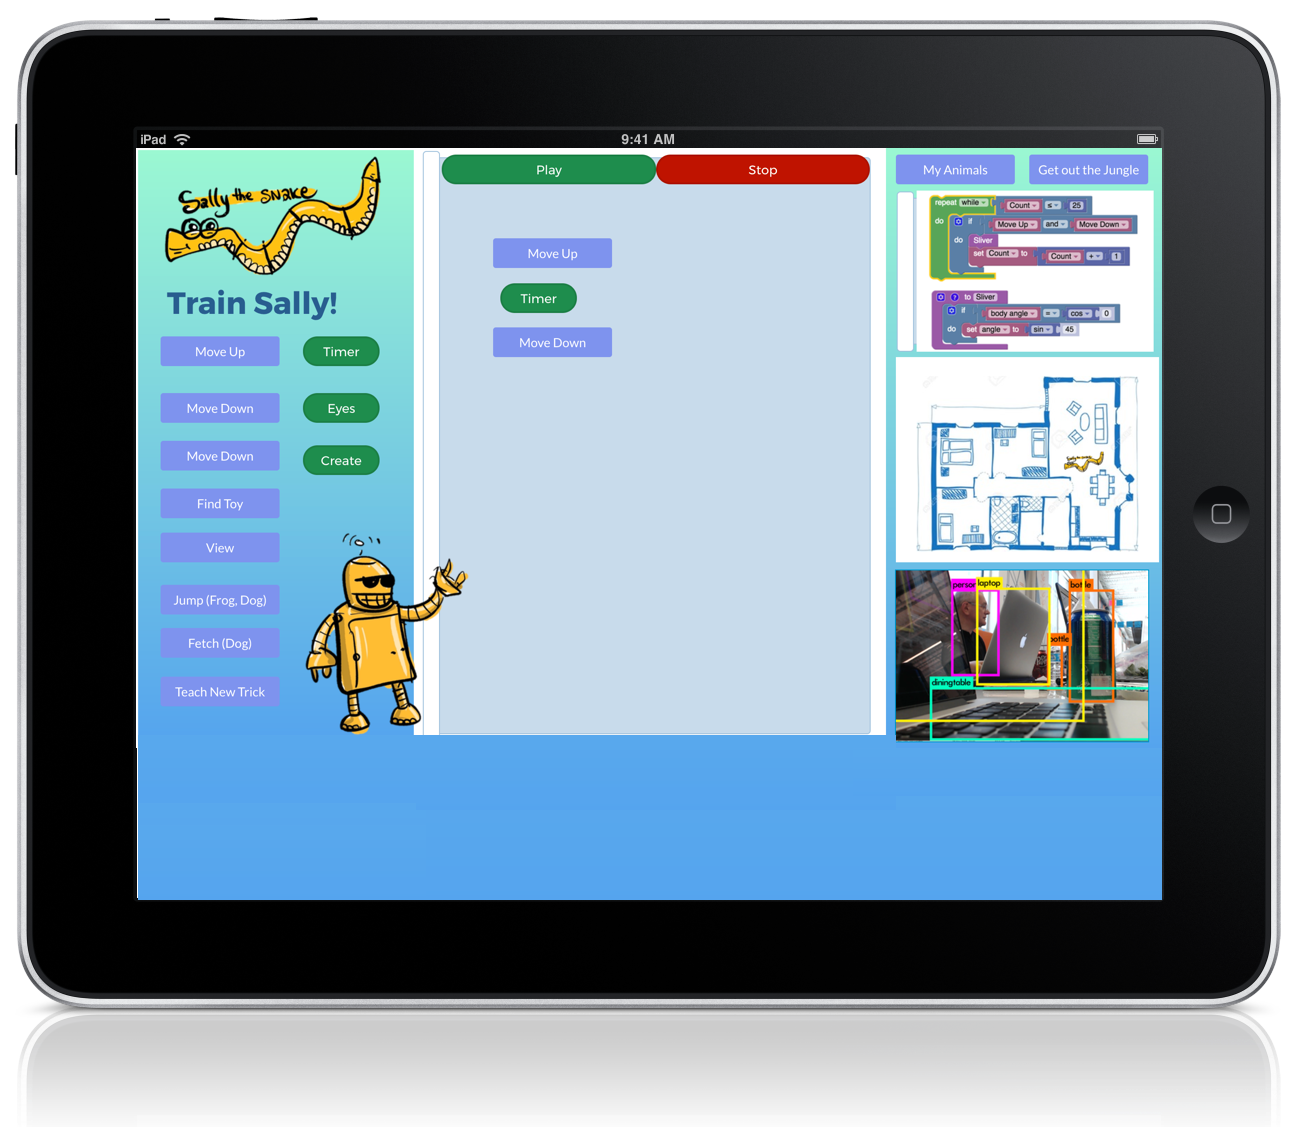 iPad
9:41 AM
Sally the snake
Train Sally!
Move Up
Timer
Move Down
Eyes
Move Down
Create
Find Toy
View
Jump (Frog, Dog)
Fetch (Dog)
Teach New Trick
Play
Stop
Move Up
Timer
Move Down
My Animals
Get out the Jungle
repeat while Count ≤ 25
do if Move Up and Move Down
do Sliver
set Count to Count + 1
? to Sliver
if body angle = cos 0
do set angle to sin 45
Sally the snake
person
laptop
bottle
bottle
diningtable